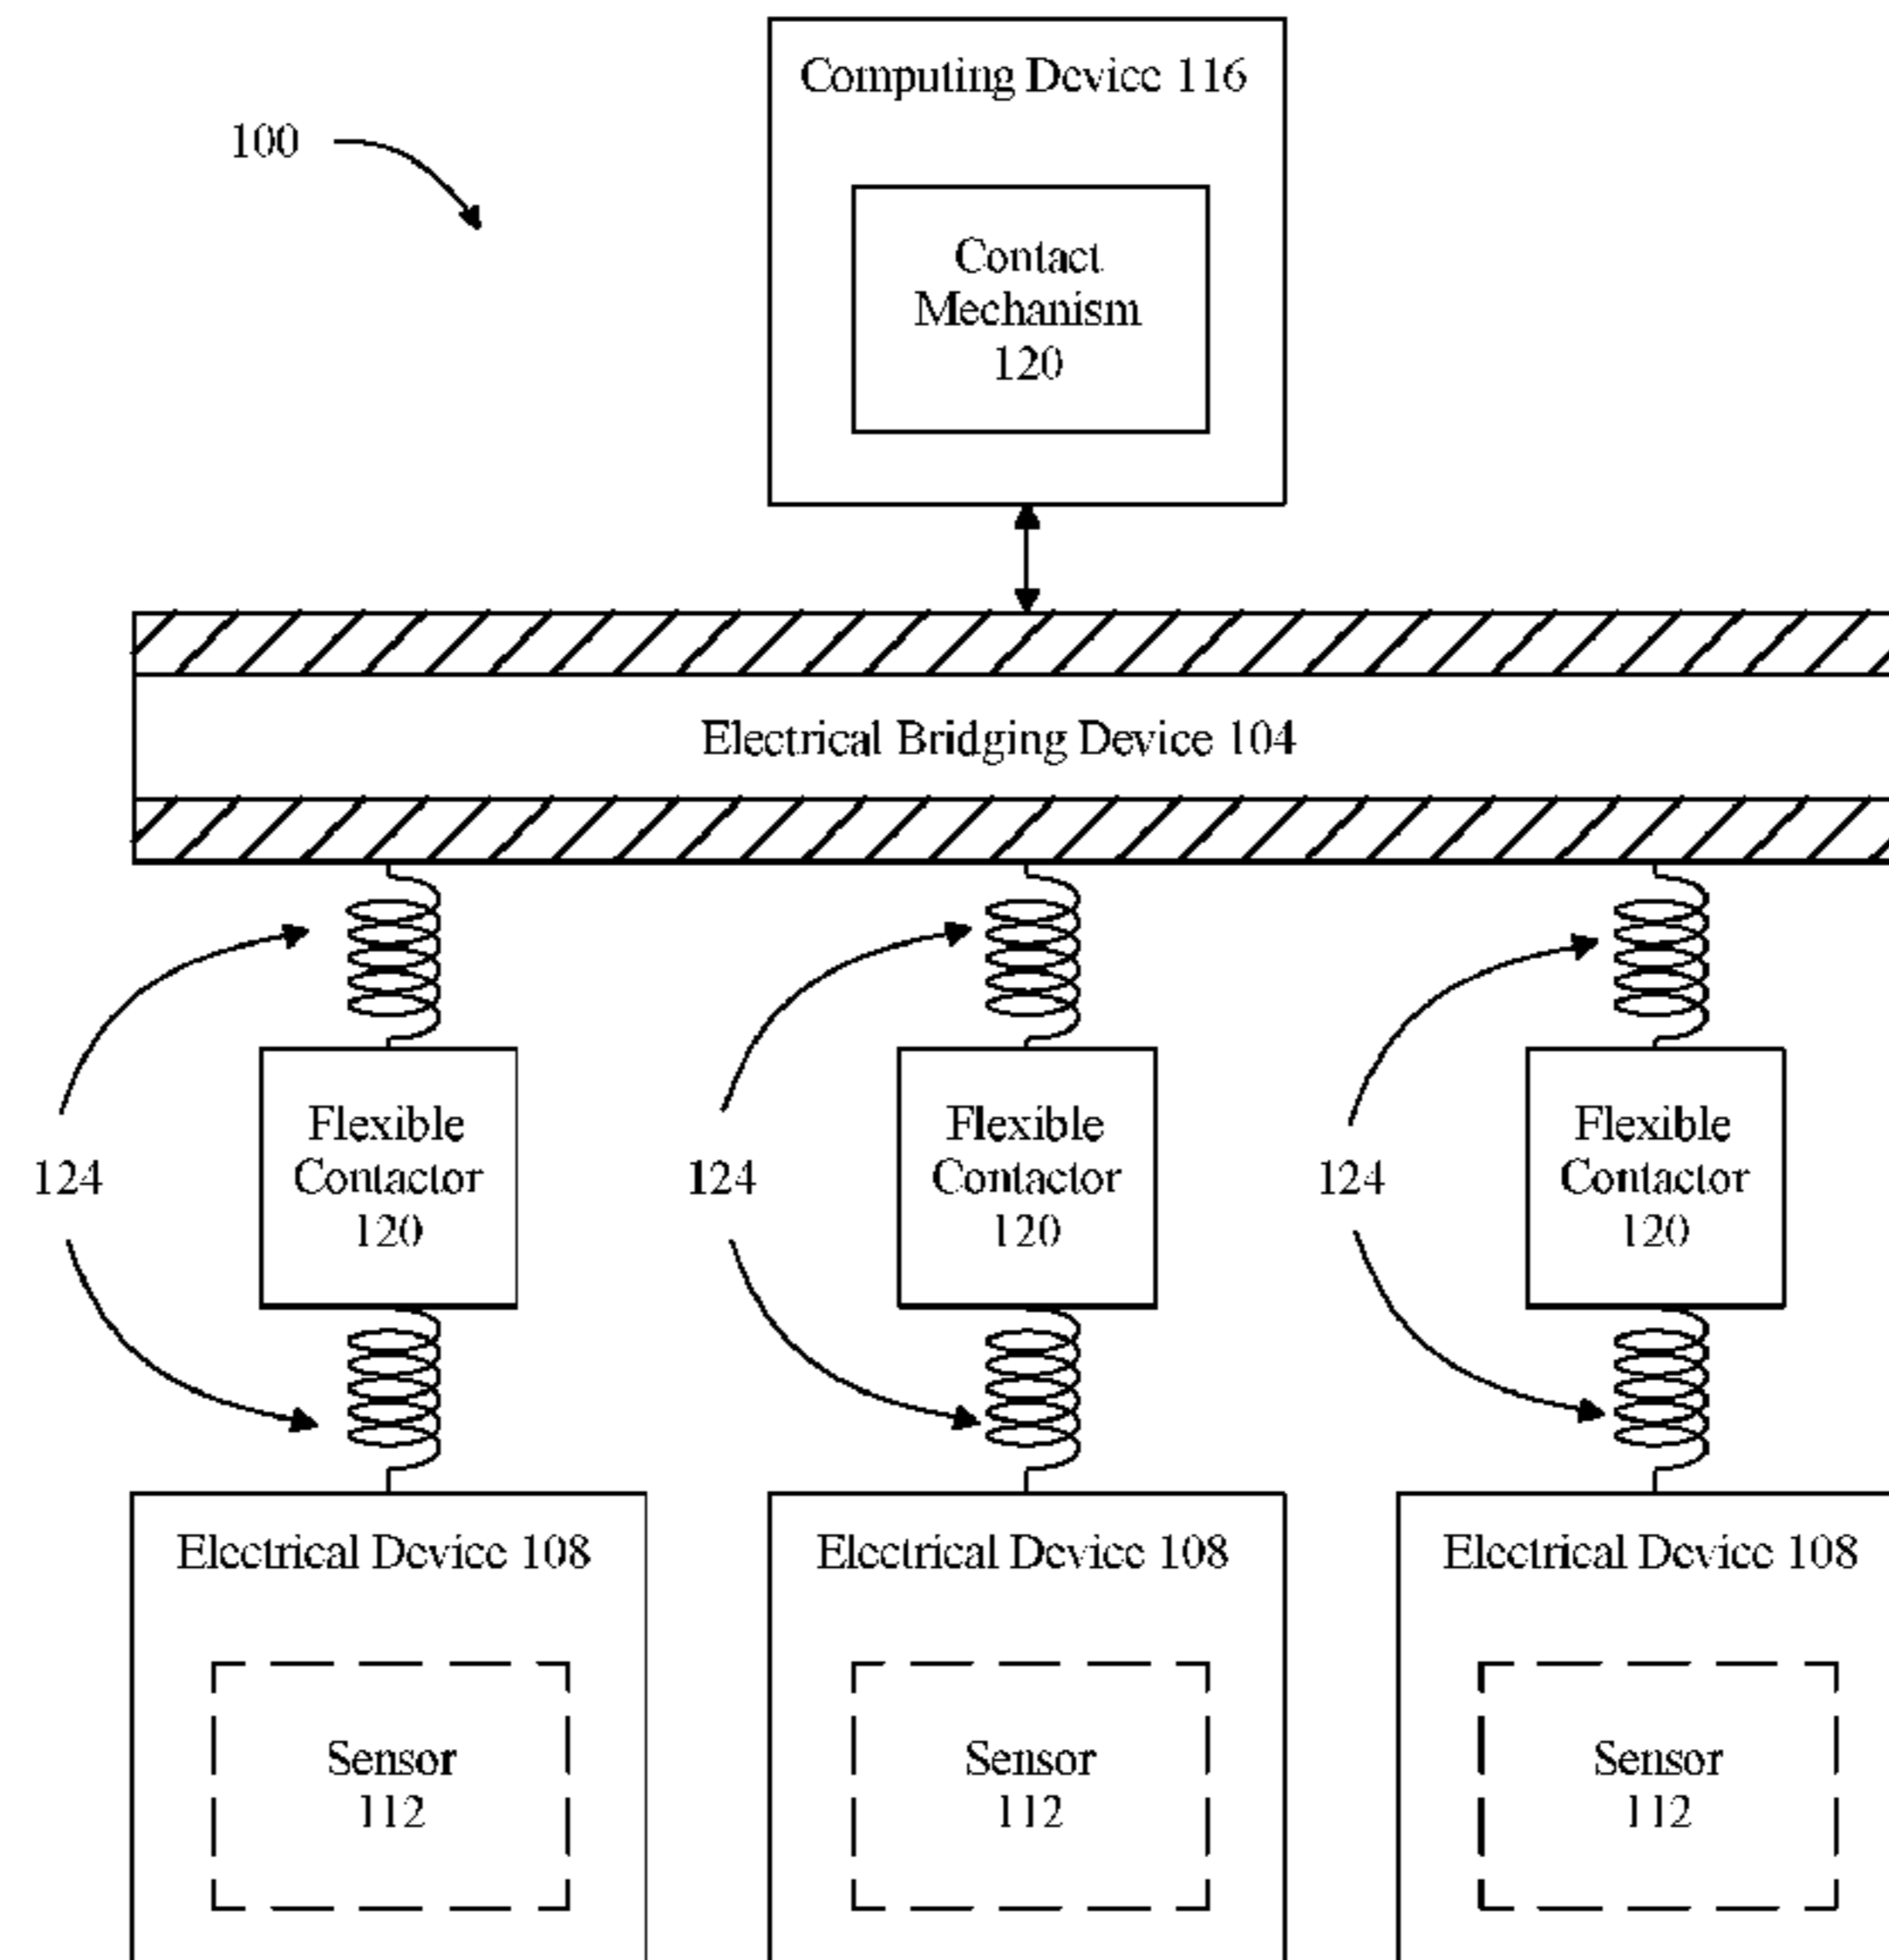 Computing Device 116
100
Contact
Mechanism
120
Electrical Bridging Device 104
Flexible
Contactor
120
Flexible
Contactor
120
Flexible
Contactor
120
124
124
124
Electrical Device 108
Electrical Device 108
Electrical Device 108
Sensor
112
Sensor
112
Sensor
112